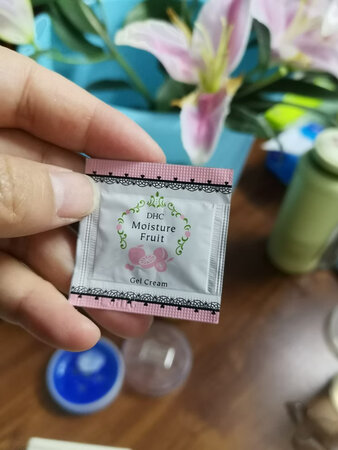 DHC
Moisture
Fruit
Gel Cream